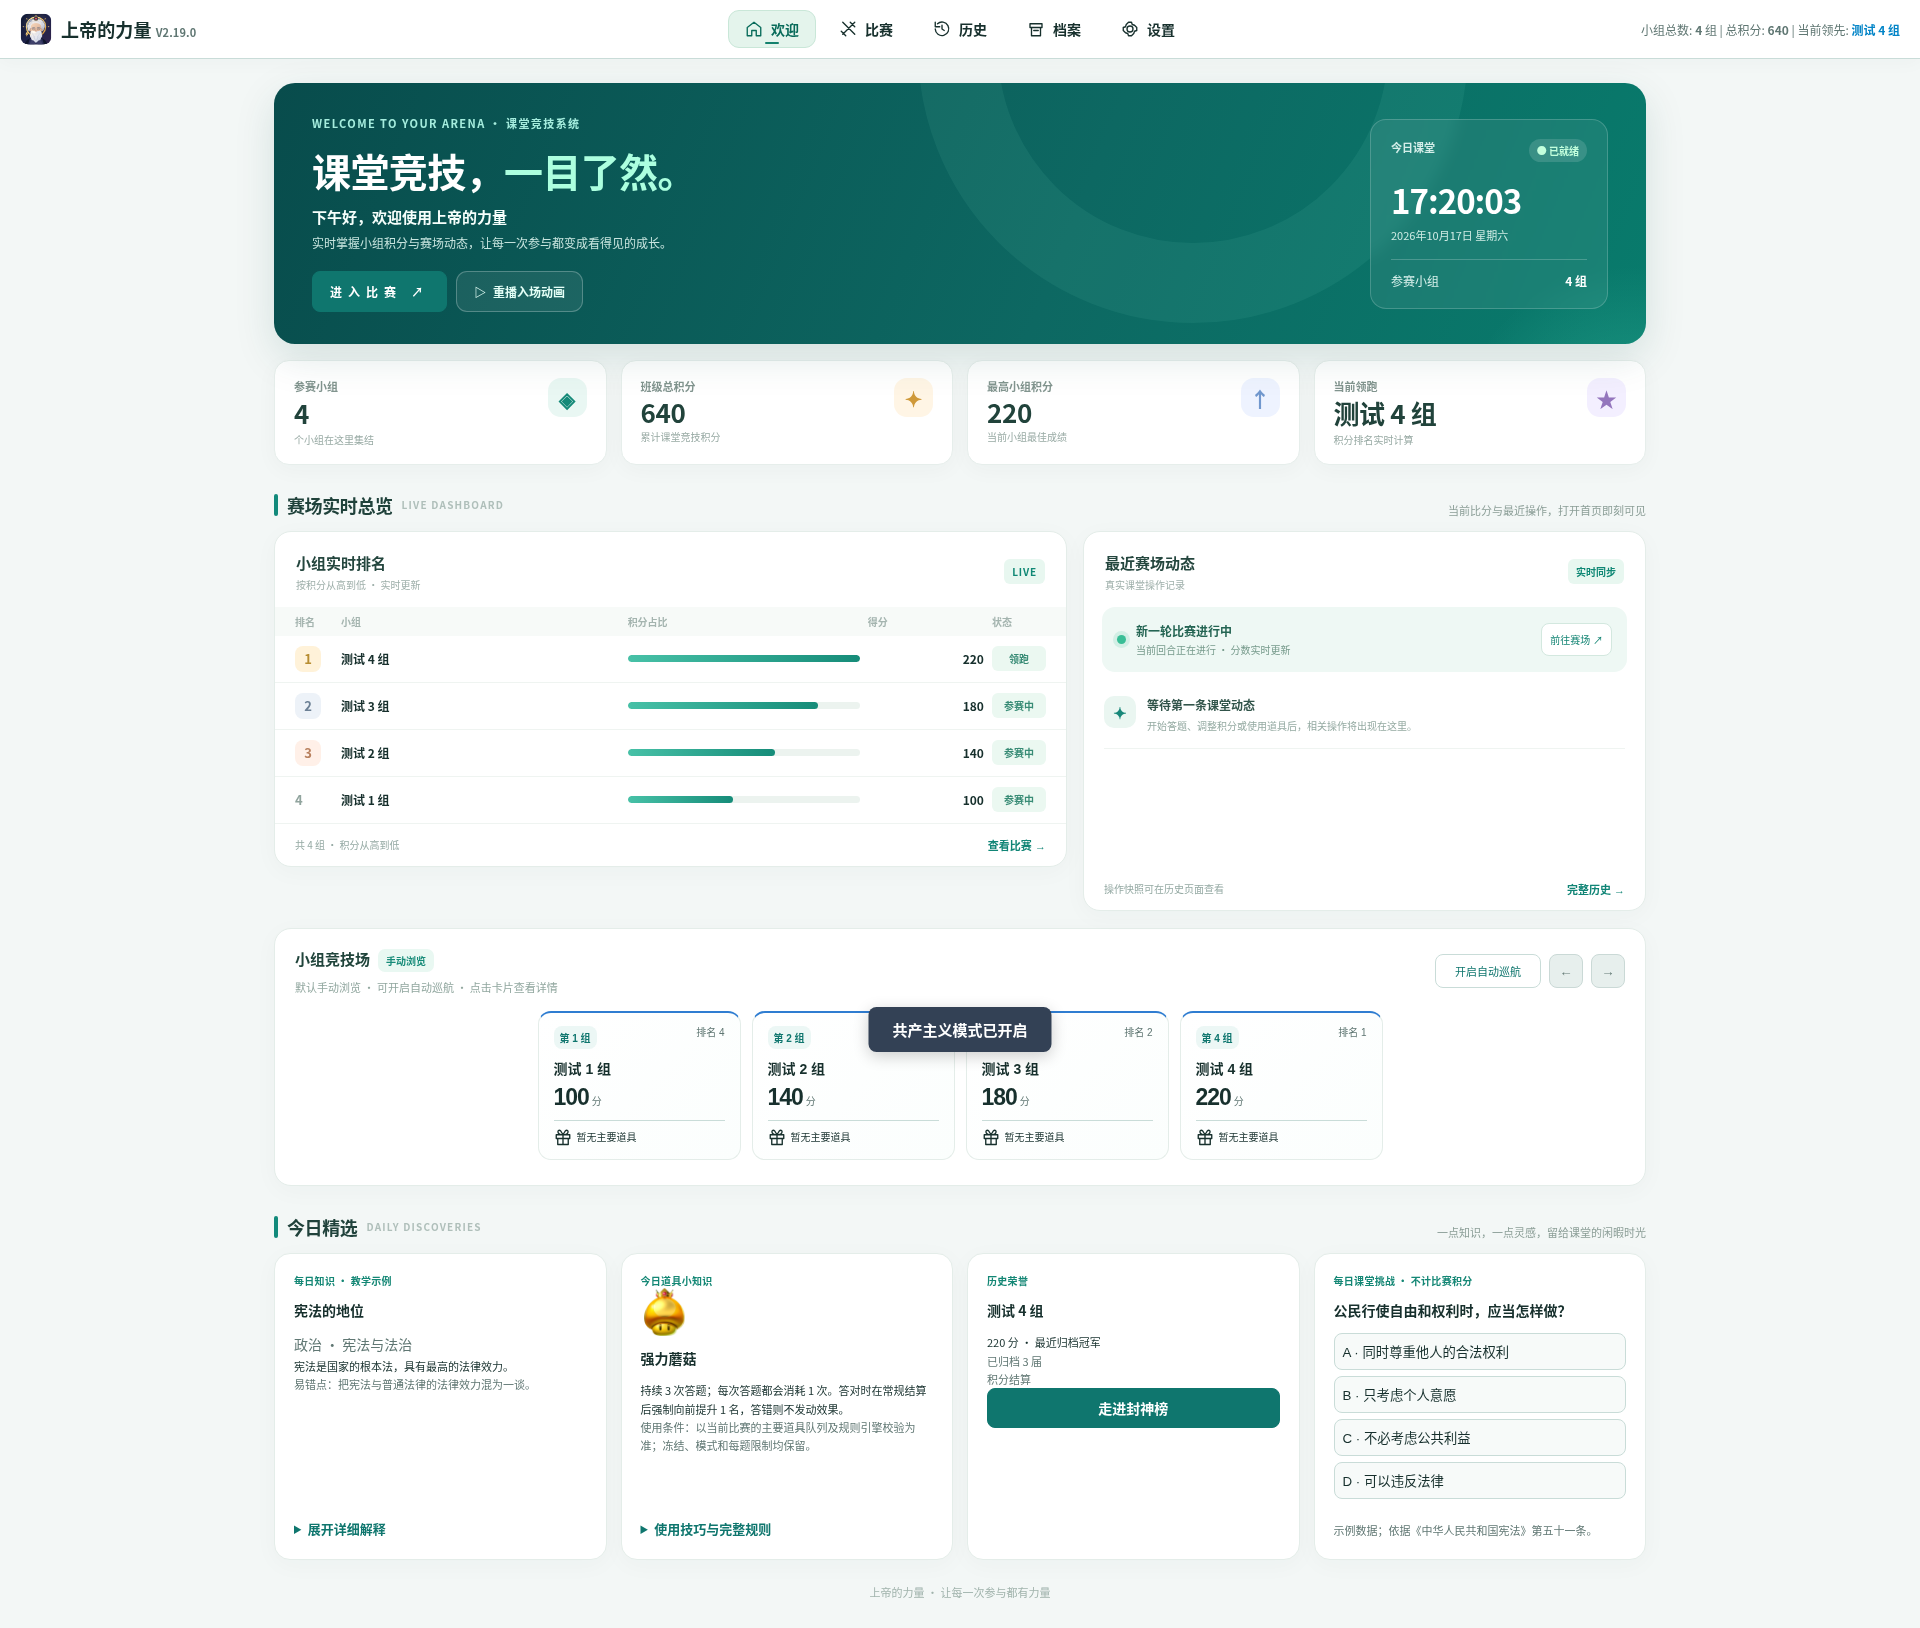 上帝的力量 V2.19.0
欢迎
比赛
历史
档案
设置
小组总数: 4 组 | 总积分: 640 | 当前领先: 测试 4 组
WELCOME TO YOUR ARENA · 课堂竞技系统
课堂竞技，一目了然。
下午好，欢迎使用上帝的力量
实时掌握小组积分与赛场动态，让每一次参与都变成看得见的成长。
进入比赛 ↗
▷ 重播入场动画
今日课堂
已就绪
17:20:03
2026年10月17日 星期六
参赛小组
4 组
参赛小组
4
个小组在这里集结
班级总积分
640
累计课堂竞技积分
最高小组积分
220
当前小组最佳成绩
当前领跑
测试 4 组
积分排名实时计算
赛场实时总览 LIVE DASHBOARD
当前比分与最近操作，打开首页即刻可见
小组实时排名
按积分从高到低 · 实时更新
LIVE
排名 小组 积分占比 得分 状态
1 测试 4 组 220 领跑
2 测试 3 组 180 参赛中
3 测试 2 组 140 参赛中
4 测试 1 组 100 参赛中
共 4 组 · 积分从高到低
查看比赛 →
最近赛场动态
真实课堂操作记录
实时同步
新一轮比赛进行中
当前回合正在进行 · 分数实时更新
前往赛场 ↗
等待第一条课堂动态
开始答题、调整积分或使用道具后，相关操作将出现在这里。
操作快照可在历史页面查看
完整历史 →
小组竞技场 手动浏览
默认手动浏览 · 可开启自动巡航 · 点击卡片查看详情
开启自动巡航
←
→
第 1 组
排名 4
测试 1 组
100 分
暂无主要道具
第 2 组
测试 2 组
140 分
暂无主要道具
共产主义模式已开启
排名 2
测试 3 组
180 分
暂无主要道具
第 4 组
排名 1
测试 4 组
220 分
暂无主要道具
今日精选 DAILY DISCOVERIES
一点知识，一点灵感，留给课堂的闲暇时光
每日知识 · 教学示例
宪法的地位
政治 · 宪法与法治
宪法是国家的根本法，具有最高的法律效力。
易错点：把宪法与普通法律的法律效力混为一谈。
展开详细解释
今日道具小知识
强力蘑菇
持续 3 次答题；每次答题都会消耗 1 次。答对时在常规结算
后强制向前提升 1 名，答错则不发动效果。
使用条件：以当前比赛的主要道具队列及规则引擎校验为
准；冻结、模式和每题限制均保留。
使用技巧与完整规则
历史荣誉
测试 4 组
220 分 · 最近归档冠军
已归档 3 届
积分结算
走进封神榜
每日课堂挑战 · 不计比赛积分
公民行使自由和权利时，应当怎样做？
A · 同时尊重他人的合法权利
B · 只考虑个人意愿
C · 不必考虑公共利益
D · 可以违反法律
示例数据；依据《中华人民共和国宪法》第五十一条。
上帝的力量 · 让每一次参与都有力量